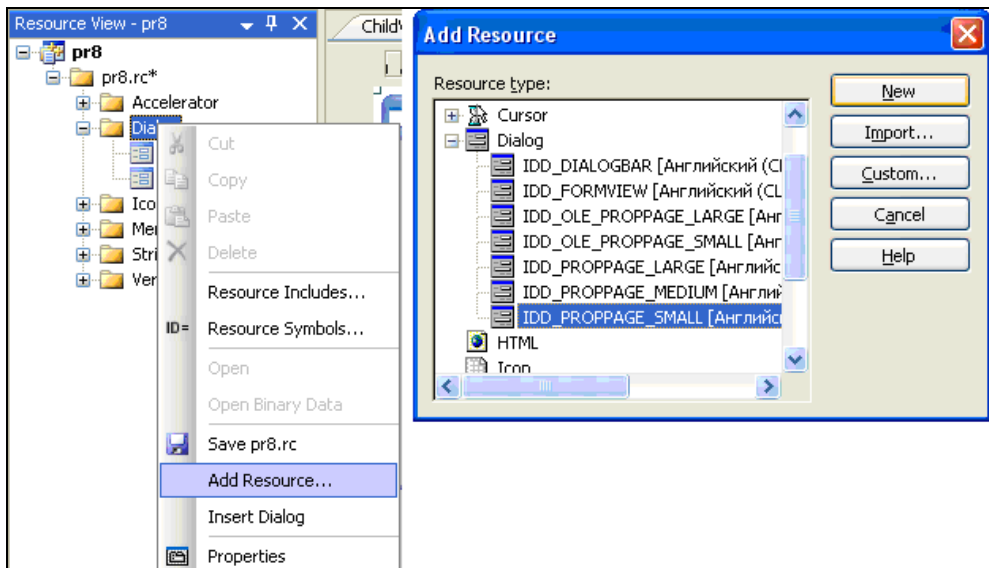 Resource View - pr8
pr8
pr8.rc*
Accelerator
Dia
Ico
Me
Stri
Ver
Cut
Copy
Paste
Delete
Resource Includes...
ID= Resource Symbols...
Open
Open Binary Data
Save pr8.rc
Add Resource...
Insert Dialog
Properties
Child
Add Resource
Resource type:
Cursor
Dialog
IDD_DIALOGBAR [Английский (СІ
IDD_FORMVIEW [Английский (CL
IDD_OLE_PROPPAGE_LARGE [Анг
IDD_OLE_PROPPAGE_SMALL [Анг
IDD_PROPPAGE_LARGE [Английс
IDD_PROPPAGE_MEDIUM [Англий
IDD_PROPPAGE_SMALL [Английс
HTML
Icon
New
Import...
Custom...
Cancel
Help